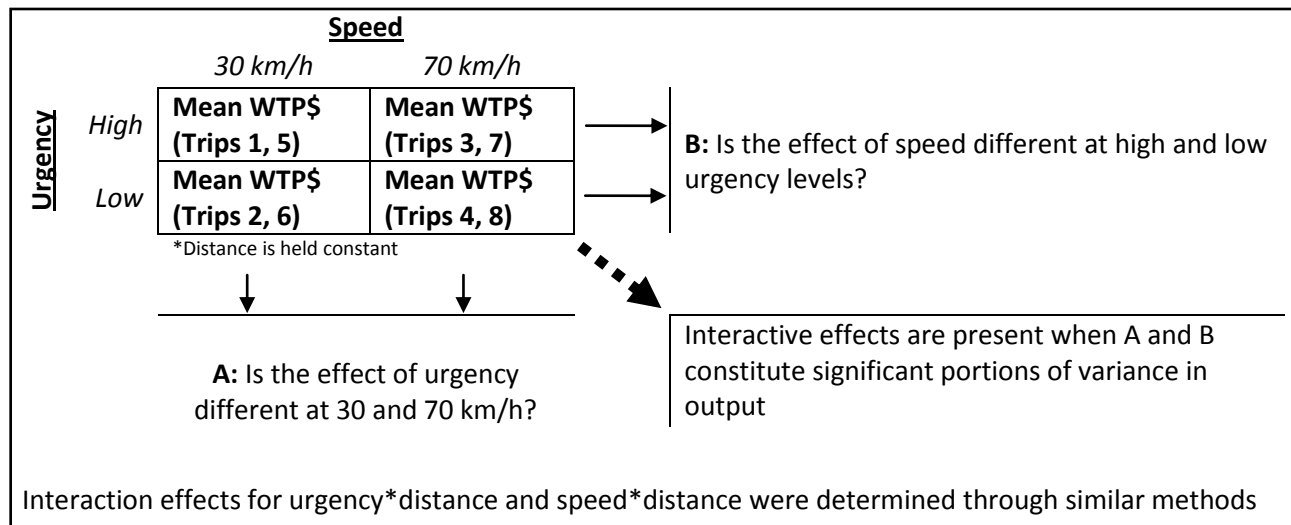 Speed
30 km/h 70 km/h
Urgency
High
Mean WTP$ Mean WTP$
(Trips 1, 5) (Trips 3, 7)
Low
Mean WTP$ Mean WTP$
(Trips 2, 6) (Trips 4, 8)
*Distance is held constant
B: Is the effect of speed different at high and low
urgency levels?
A: Is the effect of urgency
different at 30 and 70 km/h?
Interactive effects are present when A and B
constitute significant portions of variance in
output
Interaction effects for urgency*distance and speed*distance were determined through similar methods